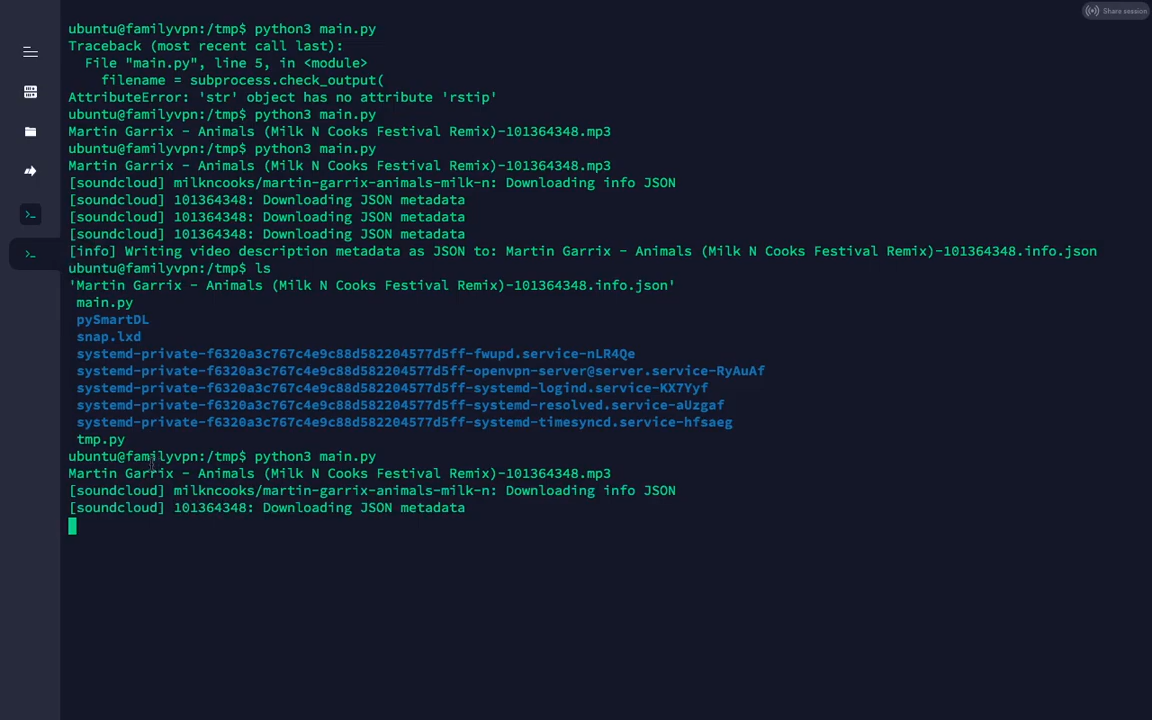 Share session
ubuntu@familyvpn:/tmp$ python3 main.py
Traceback (most recent call last):
  File "main.py", line 5, in <module>
    filename = subprocess.check_output(
AttributeError: 'str' object has no attribute 'rstip'
ubuntu@familyvpn:/tmp$ python3 main.py
Martin Garrix - Animals (Milk N Cooks Festival Remix)-101364348.mp3
ubuntu@familyvpn:/tmp$ python3 main.py
Martin Garrix - Animals (Milk N Cooks Festival Remix)-101364348.mp3
[soundcloud] milkncooks/martin-garrix-animals-milk-n: Downloading info JSON
[soundcloud] 101364348: Downloading JSON metadata
[soundcloud] 101364348: Downloading JSON metadata
[soundcloud] 101364348: Downloading JSON metadata
[info] Writing video description metadata as JSON to: Martin Garrix - Animals (Milk N Cooks Festival Remix)-101364348.info.json
ubuntu@familyvpn:/tmp$ ls
'Martin Garrix - Animals (Milk N Cooks Festival Remix)-101364348.info.json'
 main.py
 pySmartDL
 snap.lxd
 systemd-private-f6320a3c767c4e9c88d582204577d5ff-fwupd.service-nLR4Qe
 systemd-private-f6320a3c767c4e9c88d582204577d5ff-openvpn-server@server.service-RyAuAf
 systemd-private-f6320a3c767c4e9c88d582204577d5ff-systemd-logind.service-KX7Yyf
 systemd-private-f6320a3c767c4e9c88d582204577d5ff-systemd-resolved.service-aUzgaf
 systemd-private-f6320a3c767c4e9c88d582204577d5ff-systemd-timesyncd.service-hfsaeg
 tmp.py
ubuntu@familyvpn:/tmp$ python3 main.py
Martin Garrix - Animals (Milk N Cooks Festival Remix)-101364348.mp3
[soundcloud] milkncooks/martin-garrix-animals-milk-n: Downloading info JSON
[soundcloud] 101364348: Downloading JSON metadata